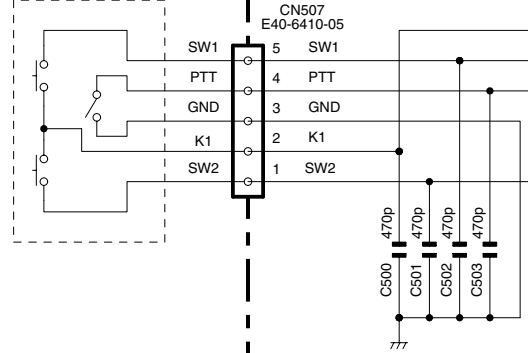 CN507
E40-6410-05
SW1 5 SW1
PTT 4 PTT
GND 3 GND
K1 2 K1
SW2 1 SW2
470p 470p 470p 470p
C500 C501 C502 C503